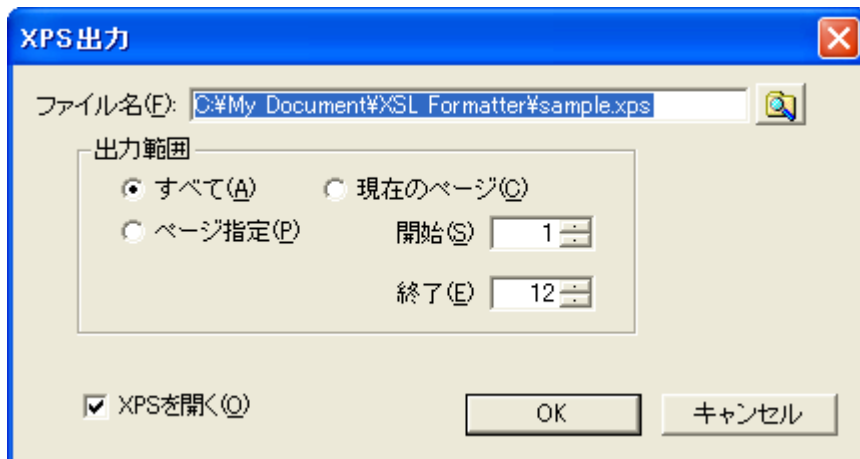 XPS出力
ファイル名(F): C:¥My Document¥XSL Formatter¥sample.xps
出力範囲
すべて(A) 現在のページ(C)
ページ指定(P) 開始(S) 1
終了(E) 12
XPSを開く(O) OK キャンセル